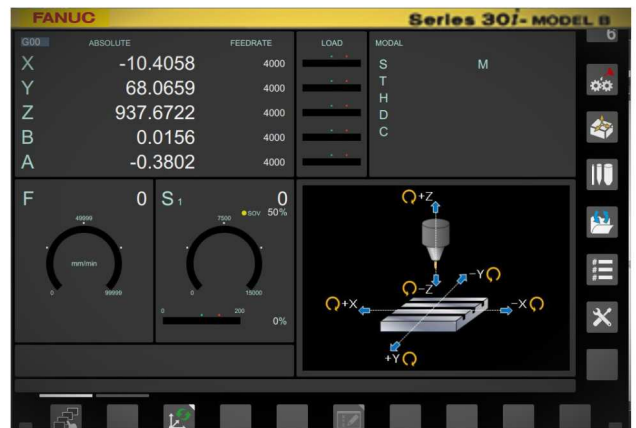 FANUC
Series 30i-MODEL B
G00 ABSOLUTE FEEDRATE LOAD MODAL
X -10.4058 4000 S M
Y 68.0659 4000 T
Z 937.6722 4000 H
B 0.0156 4000 D
A -0.3802 4000 C
6
F 0
S1 0
SOV 50%
49999
mm/min
0 99999
7500
0 15000
0 200
0%
+Z
-Y
-Z
+X
-X
+Y